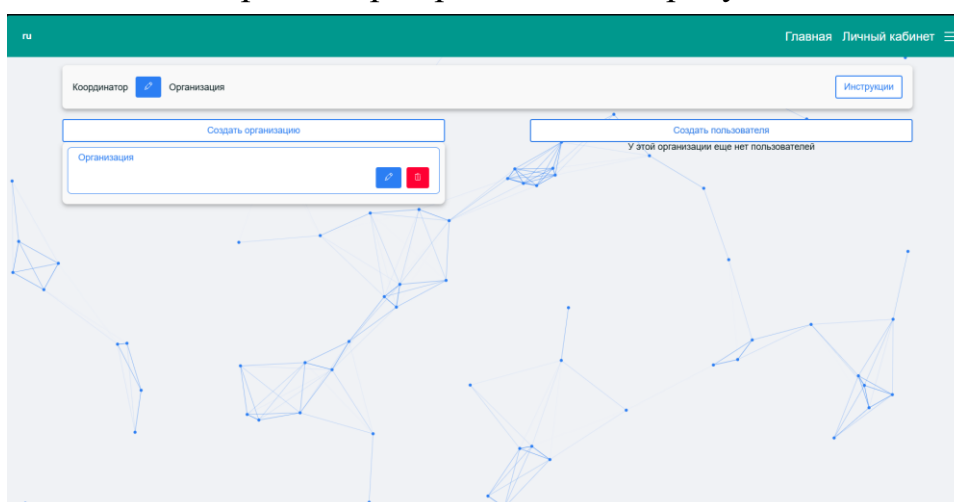 ru
Главная Личный кабинет
Координатор Организация
Инструкции
Создать организацию
Создать пользователя
У этой организации еще нет пользователей
Организация